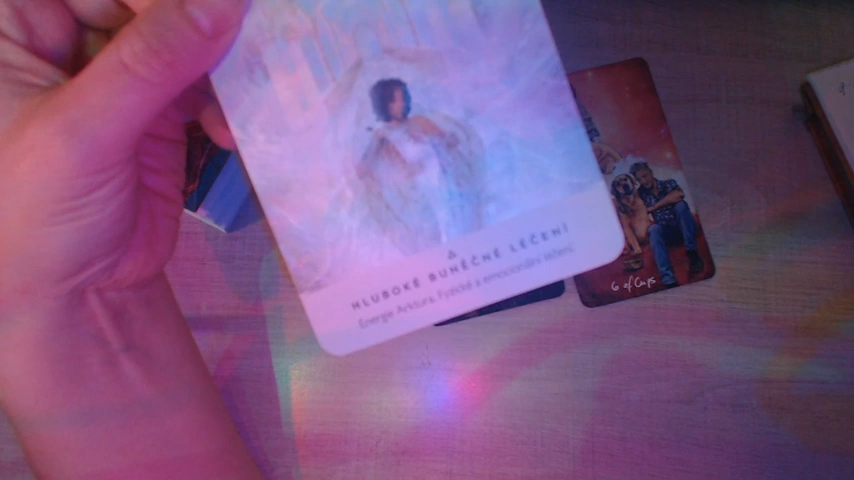 HLUBOKÉ BUNĚČNÉ LÉČENÍ
Energie Arktura. Fyzické a emocionální léčení.
6 of Cups